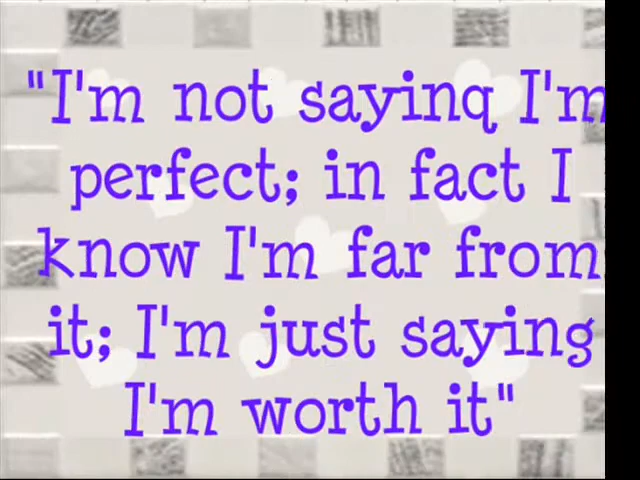 "I'm not saying I'm
perfect; in fact I
know I'm far from
it; I'm just saying
I'm worth it"